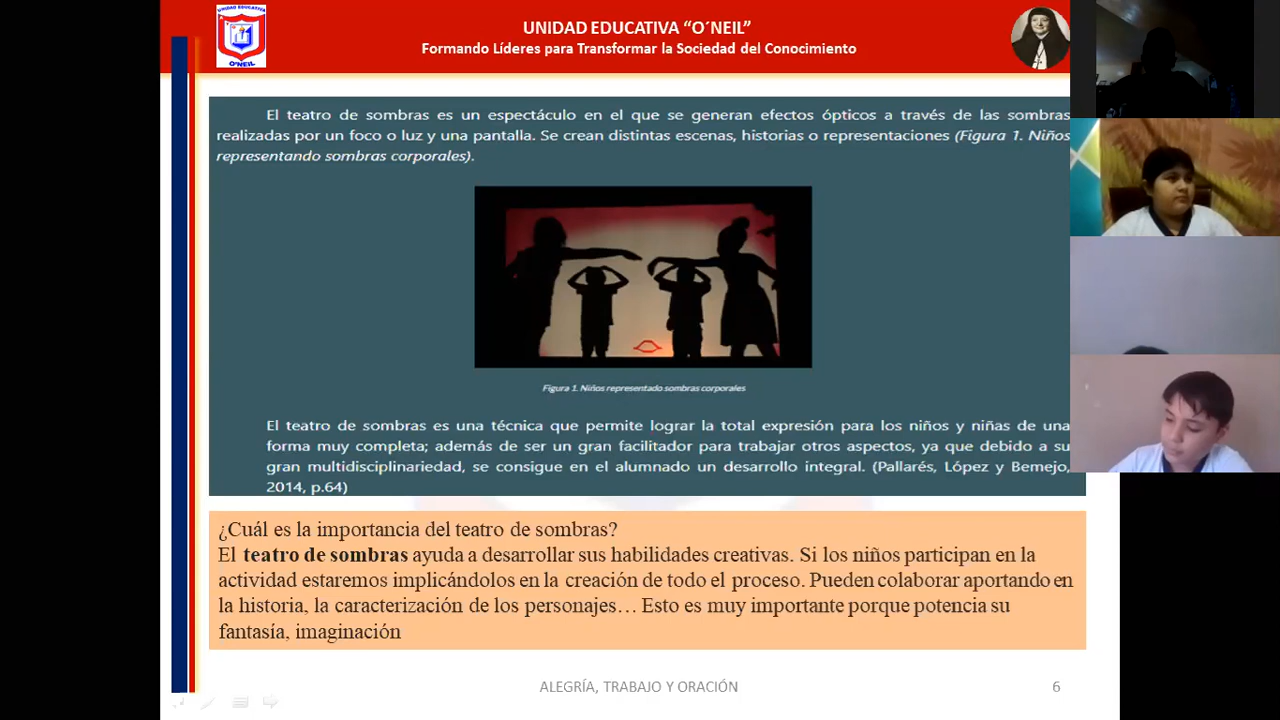 UNIDAD EDUCATIVA
O'NEIL
UNIDAD EDUCATIVA “O´NEIL”
Formando Líderes para Transformar la Sociedad del Conocimiento
El teatro de sombras es un espectáculo en el que se generan efectos ópticos a través de las sombras
realizadas por un foco o luz y una pantalla. Se crean distintas escenas, historias o representaciones (Figura 1. Niños
representando sombras corporales).
Figura 1. Niños representado sombras corporales
El teatro de sombras es una técnica que permite lograr la total expresión para los niños y niñas de una
forma muy completa; además de ser un gran facilitador para trabajar otros aspectos, ya que debido a su
gran multidisciplinariedad, se consigue en el alumnado un desarrollo integral. (Pallarés, López y Bemejo,
2014, p.64)
¿Cuál es la importancia del teatro de sombras?
El teatro de sombras ayuda a desarrollar sus habilidades creativas. Si los niños participan en la
actividad estaremos implicándolos en la creación de todo el proceso. Pueden colaborar aportando en
la historia, la caracterización de los personajes… Esto es muy importante porque potencia su
fantasía, imaginación
ALEGRÍA, TRABAJO Y ORACIÓN
6